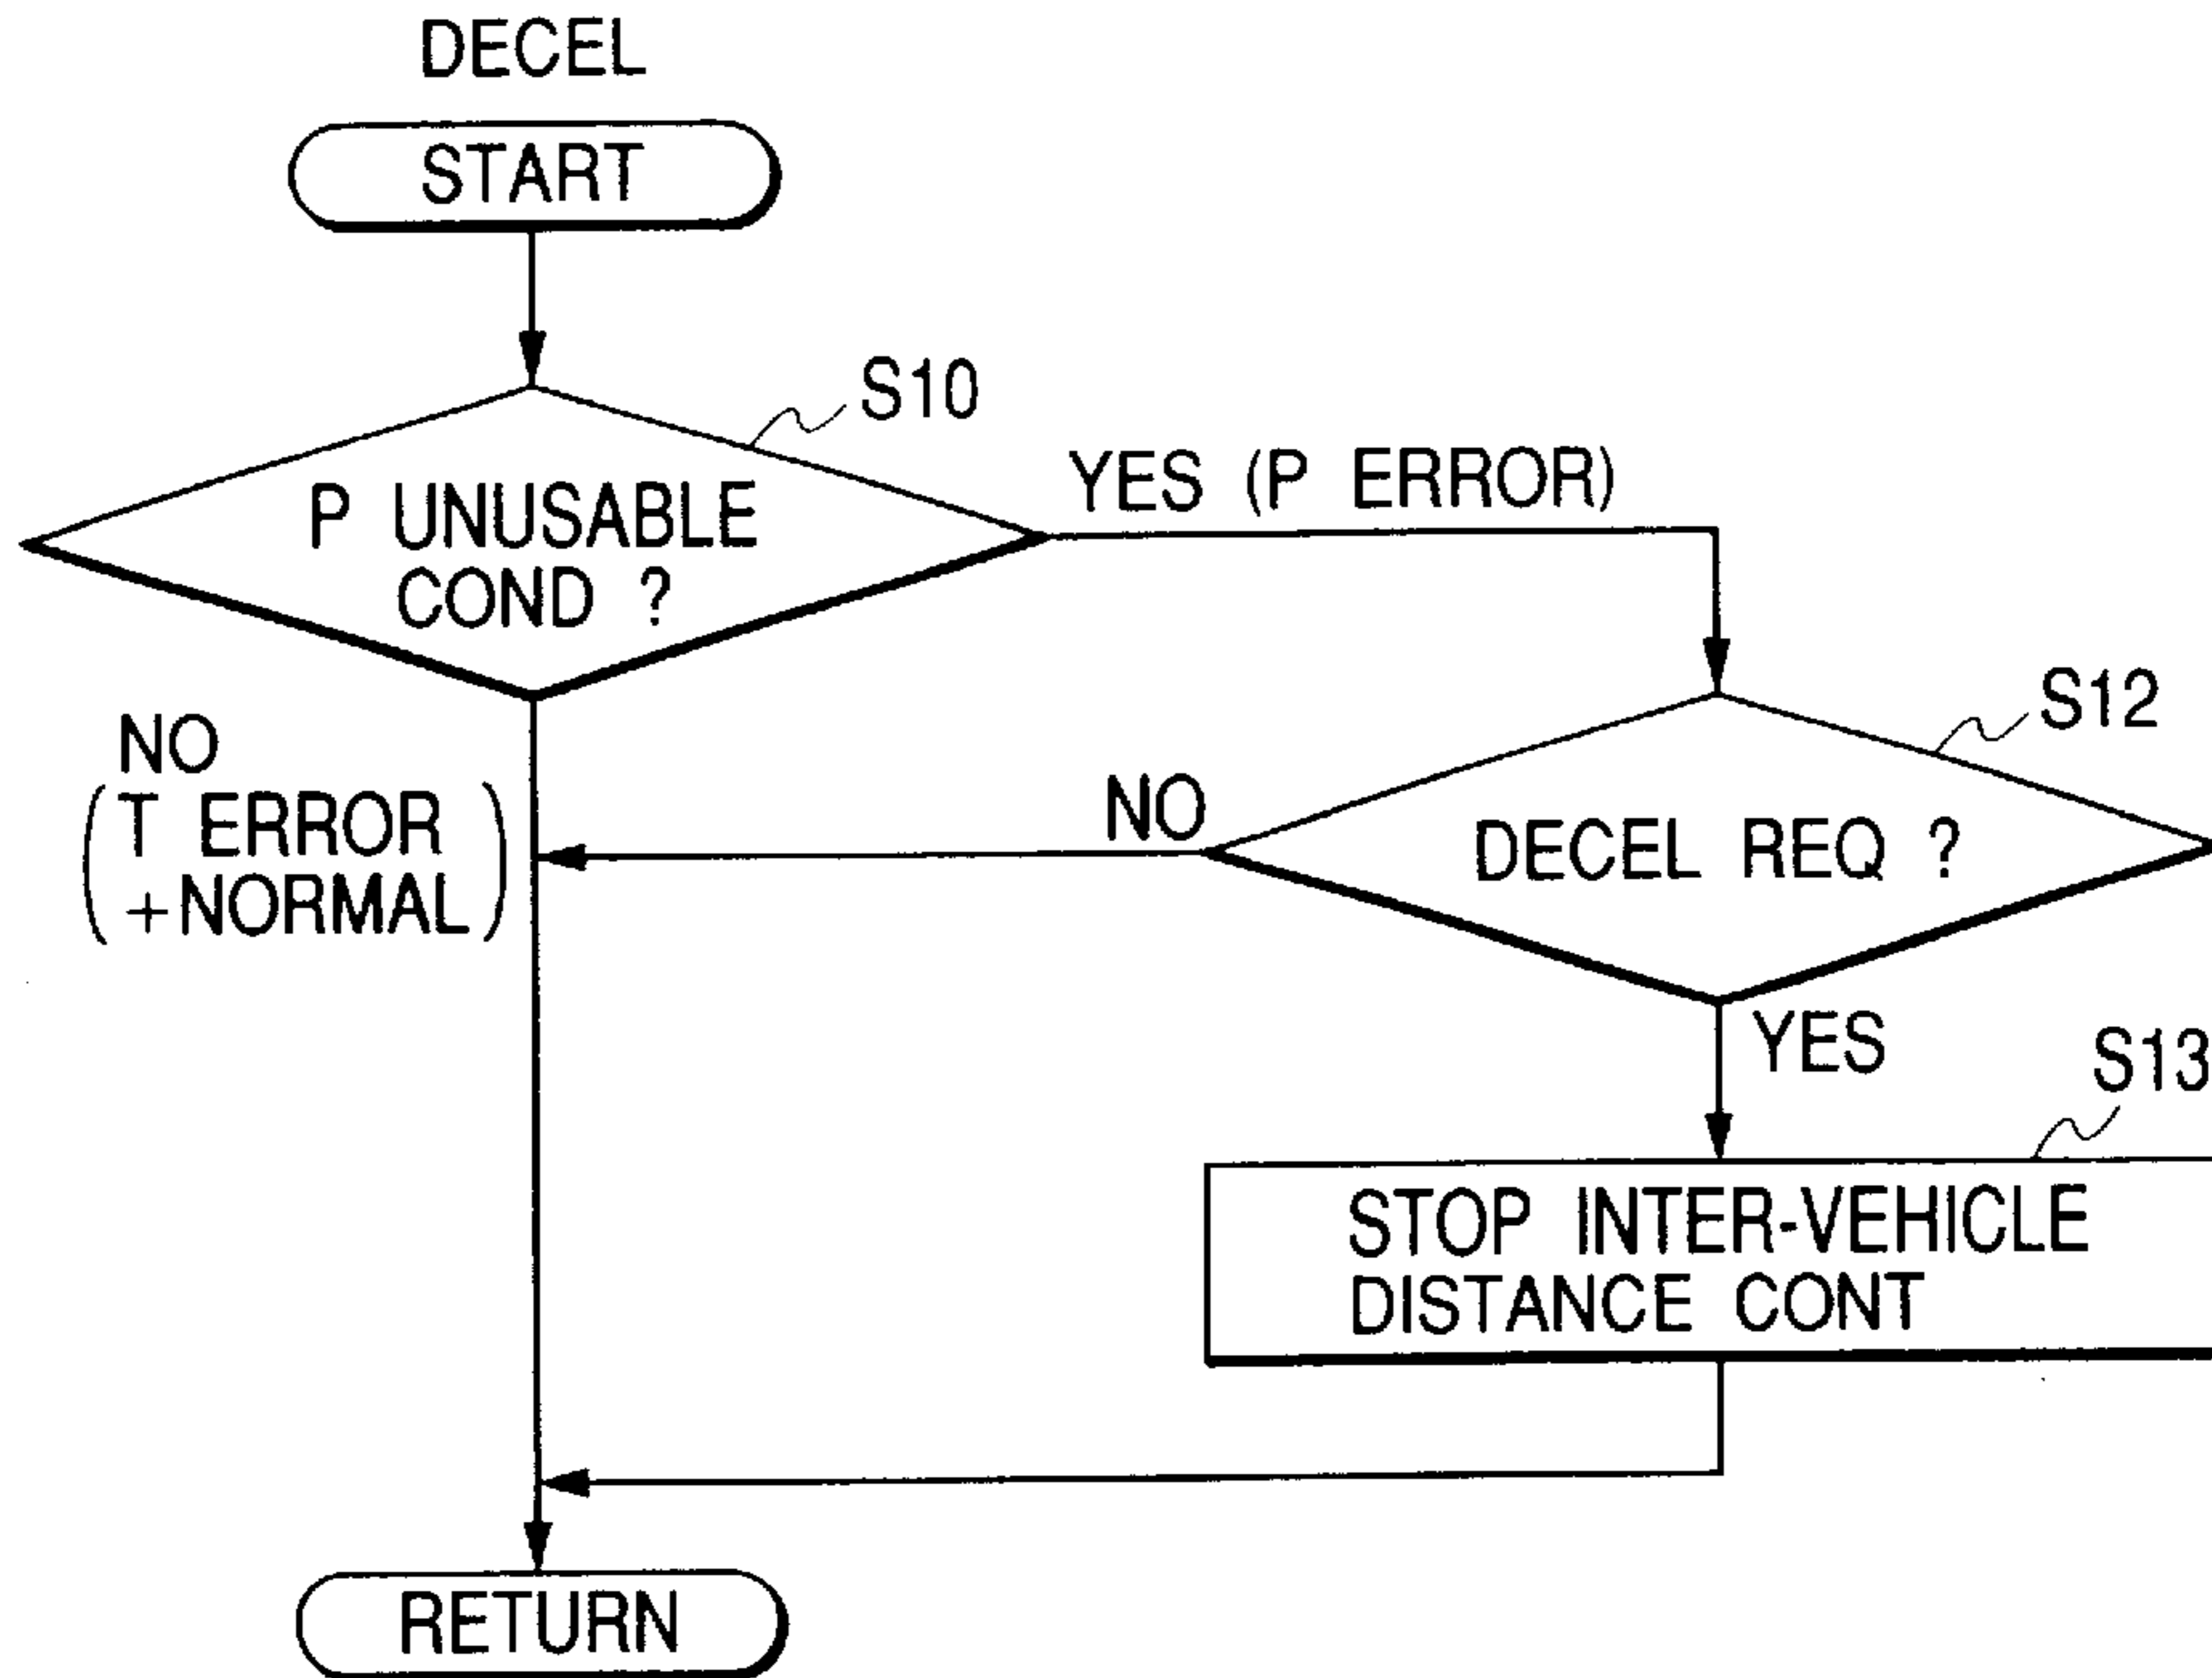 DECEL
START
S10
P UNUSABLE
COND ?
YES (P ERROR)
NO
(T ERROR
+NORMAL)
S12
NO
DECEL REQ ?
YES
S13
STOP INTER-VEHICLE
DISTANCE CONT
RETURN